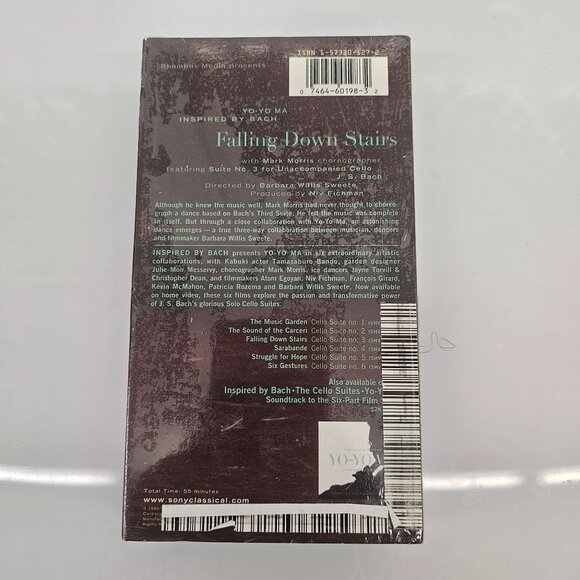 Rhombus Media presents
ISBN 1-57330-127-2
0 7464-60198-3 2
YO-YO MA
INSPIRED BY BACH
Falling Down Stairs
with Mark Morris choreographer
featuring Suite No. 3 for Unaccompanied Cello
J. S. Bach
Directed by Barbara Willis Sweete
Produced by Niv Fichman
Although he knew the music well, Mark Morris had never thought to choreo-
graph a dance based on Bach's Third Suite. He felt the music was complete
in itself. But through a close collaboration with Yo-Yo Ma, an astonishing
dance emerges – a true three-way collaboration between musician, dancers
and filmmaker Barbara Willis Sweete.
INSPIRED BY BACH presents YO-YO MA in six extraordinary artistic
collaborations, with Kabuki actor Tamasaburo Bando, garden designer
Julie Moir Messervy, choreographer Mark Morris, ice dancers Jayne Torvill &
Christopher Dean, and filmmakers Atom Egoyan, Niv Fichman, François Girard,
Kevin McMahon, Patricia Rozema and Barbara Willis Sweete. Now available
on home video, these six films explore the passion and transformative power
of J. S. Bach's glorious Solo Cello Suites.
The Music Garden Cello Suite no. 1
The Sound of the Carceri Cello Suite no. 2
Falling Down Stairs Cello Suite no. 3
Sarabande Cello Suite no. 4
Struggle for Hope Cello Suite no. 5
Six Gestures Cello Suite no. 6
Also available
Inspired by Bach•The Cello Suites•Yo-Y
Soundtrack to the Six-Part Film
YO-YO
Total Time: 55 minutes
www.sonyclassical.com